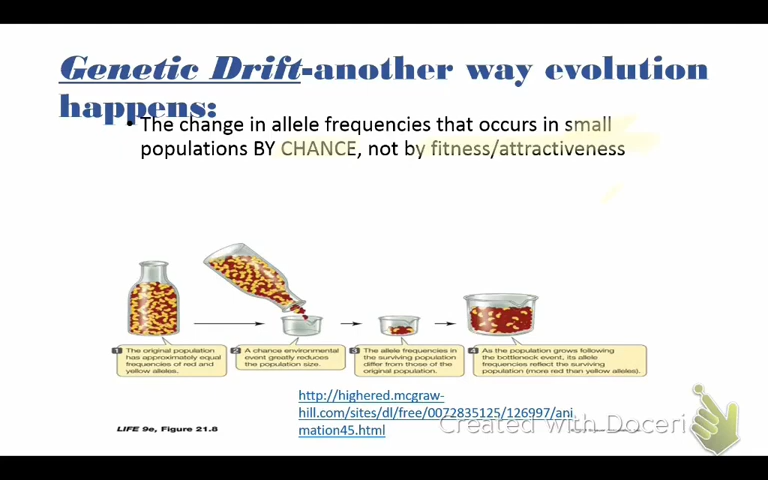 Genetic Drift-another way evolution
happens:
• The change in allele frequencies that occurs in small
populations BY CHANCE, not by fitness/attractiveness
1 The original population
has approximately equal
frequencies of red and
yellow alleles.
2 A chance environmental
event greatly reduces
the population size.
3 The allele frequencies in
the surviving population
differ from those of the
original population.
4 As the population grows following
the bottleneck event, its allele
frequencies reflect the surviving
population (more red than yellow alleles).
http://highered.mcgraw-
hill.com/sites/dl/free/0072835125/126997/ani
mation45.html
LIFE 9e, Figure 21.8
Created with Doceri